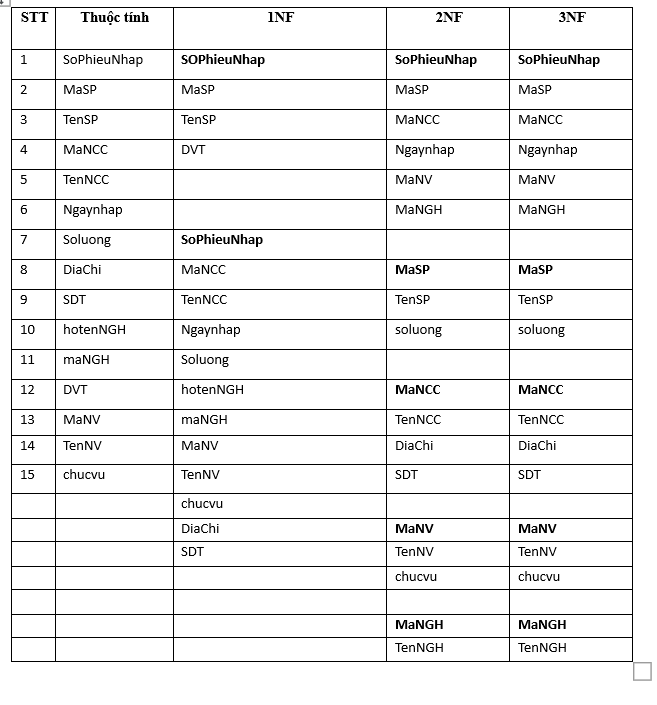 STT Thuộc tính 1NF 2NF 3NF
1 SoPhieuNhap SOPhieuNhap SoPhieuNhap SoPhieuNhap
2 MaSP MaSP MaSP MaSP
3 TenSP TenSP MaNCC MaNCC
4 MaNCC DVT Ngaynhap Ngaynhap
5 TenNCC MaNV MaNV
6 Ngaynhap MaNGH MaNGH
7 Soluong SoPhieuNhap
8 DiaChi MaNCC MaSP MaSP
9 SDT TenNCC TenSP TenSP
10 hotenNGH Ngaynhap soluong soluong
11 maNGH Soluong
12 DVT hotenNGH MaNCC MaNCC
13 MaNV maNGH TenNCC TenNCC
14 TenNV MaNV DiaChi DiaChi
15 chucvu TenNV SDT SDT
chucvu
DiaChi MaNV MaNV
SDT TenNV TenNV
chucvu chucvu
MaNGH MaNGH
TenNGH TenNGH